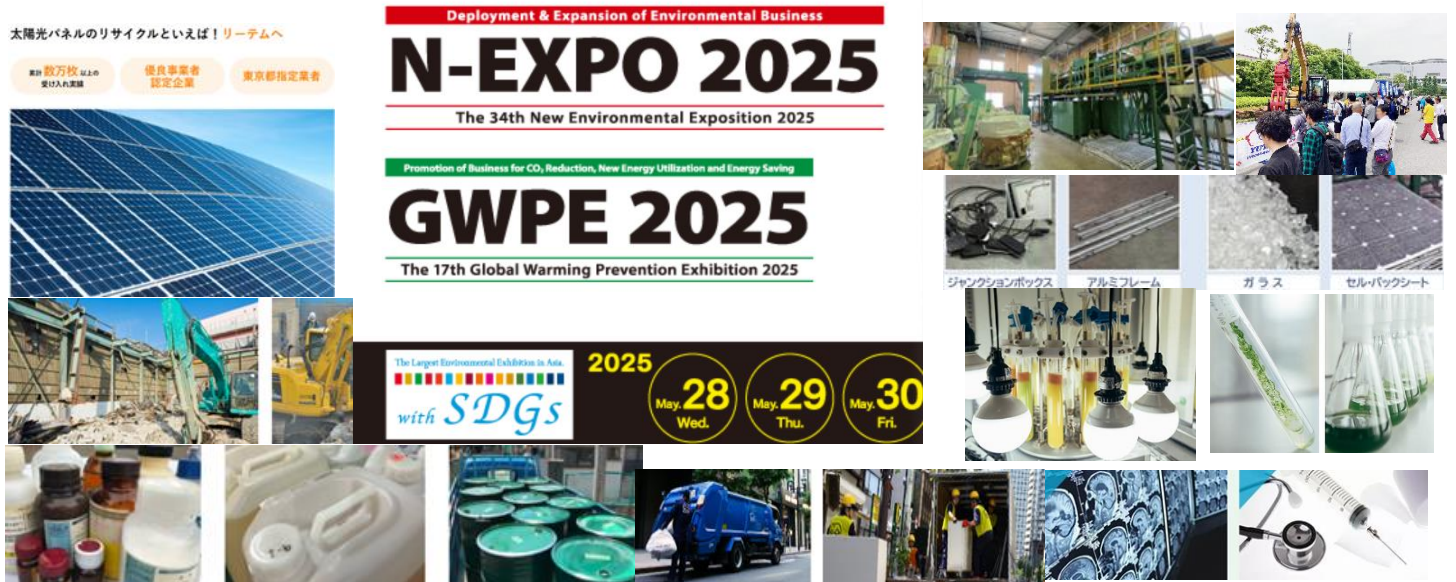 太陽光パネルのリサイクルといえば！リーテムへ
累計 数万枚 以上の
受け入れ実績
優良事業者
認定企業
東京都指定業者
Deployment & Expansion of Environmental Business
N-EXPO 2025
The 34th New Environmental Exposition 2025
Promotion of Business for CO₂ Reduction, New Energy Utilization and Energy Saving
GWPE 2025
The 17th Global Warming Prevention Exhibition 2025
The Largest Environmental Exhibition in Asia.
with SDGs
2025
May. 28
Wed.
May. 29
Thu.
May. 30
Fri.
ジャンクションボックス
アルミフレーム
ガラス
セル・バックシート